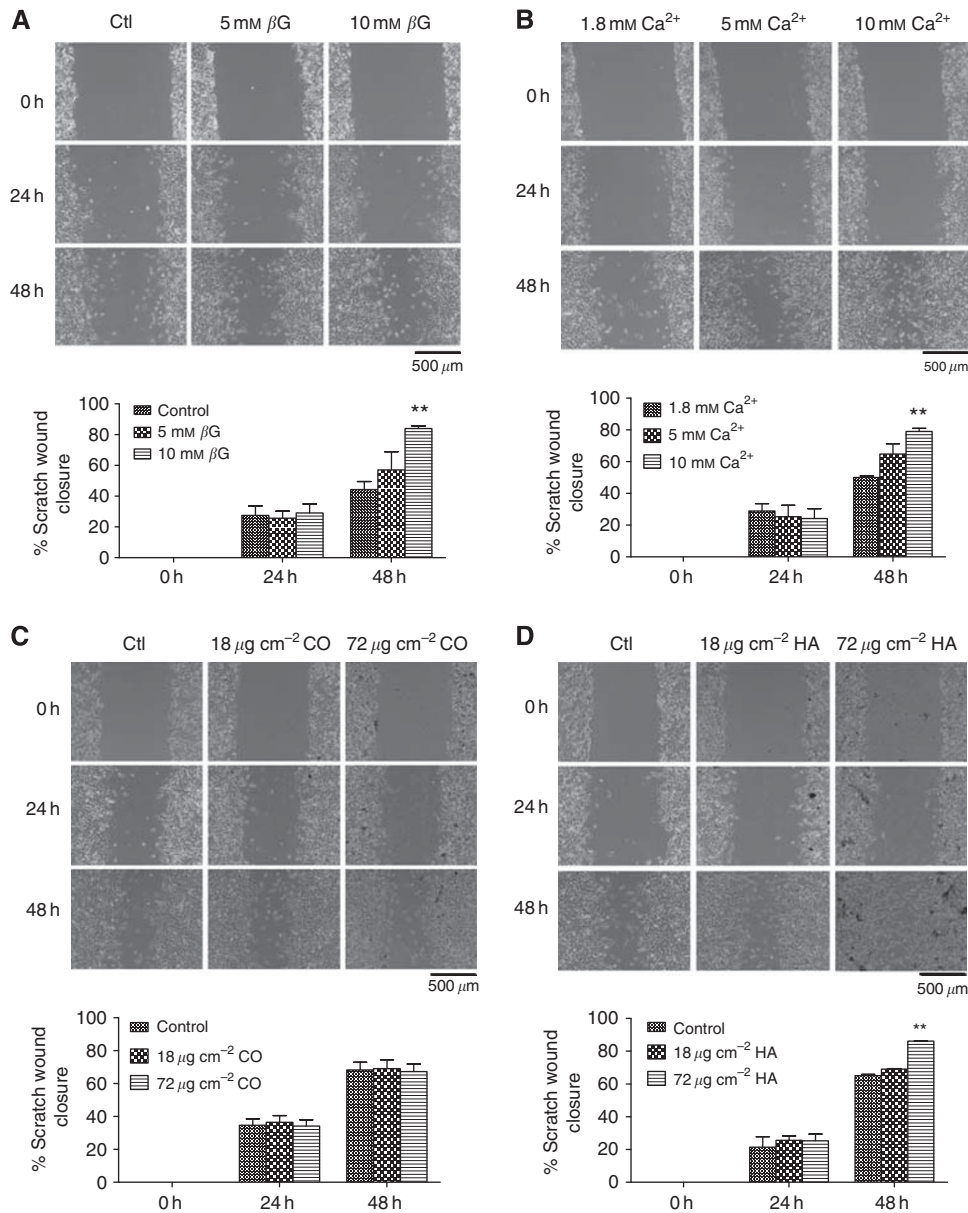 A
Ctl 5 mM βG 10 mM βG
0 h
24 h
48 h
500 μm
% Scratch wound closure
100
80
60
40
20
0
Control
5 mM βG
10 mM βG
**
0 h 24 h 48 h
B
1.8 mM Ca²⁺ 5 mM Ca²⁺ 10 mM Ca²⁺
0 h
24 h
48 h
500 μm
% Scratch wound closure
100
80
60
40
20
0
1.8 mM Ca²⁺
5 mM Ca²⁺
10 mM Ca²⁺
**
0 h 24 h 48 h
C
Ctl 18 μg cm⁻² CO 72 μg cm⁻² CO
0 h
24 h
48 h
500 μm
% Scratch wound closure
100
80
60
40
20
0
Control
18 μg cm⁻² CO
72 μg cm⁻² CO
0 h 24 h 48 h
D
Ctl 18 μg cm⁻² HA 72 μg cm⁻² HA
0 h
24 h
48 h
500 μm
% Scratch wound closure
100
80
60
40
20
0
Control
18 μg cm⁻² HA
72 μg cm⁻² HA
**
0 h 24 h 48 h